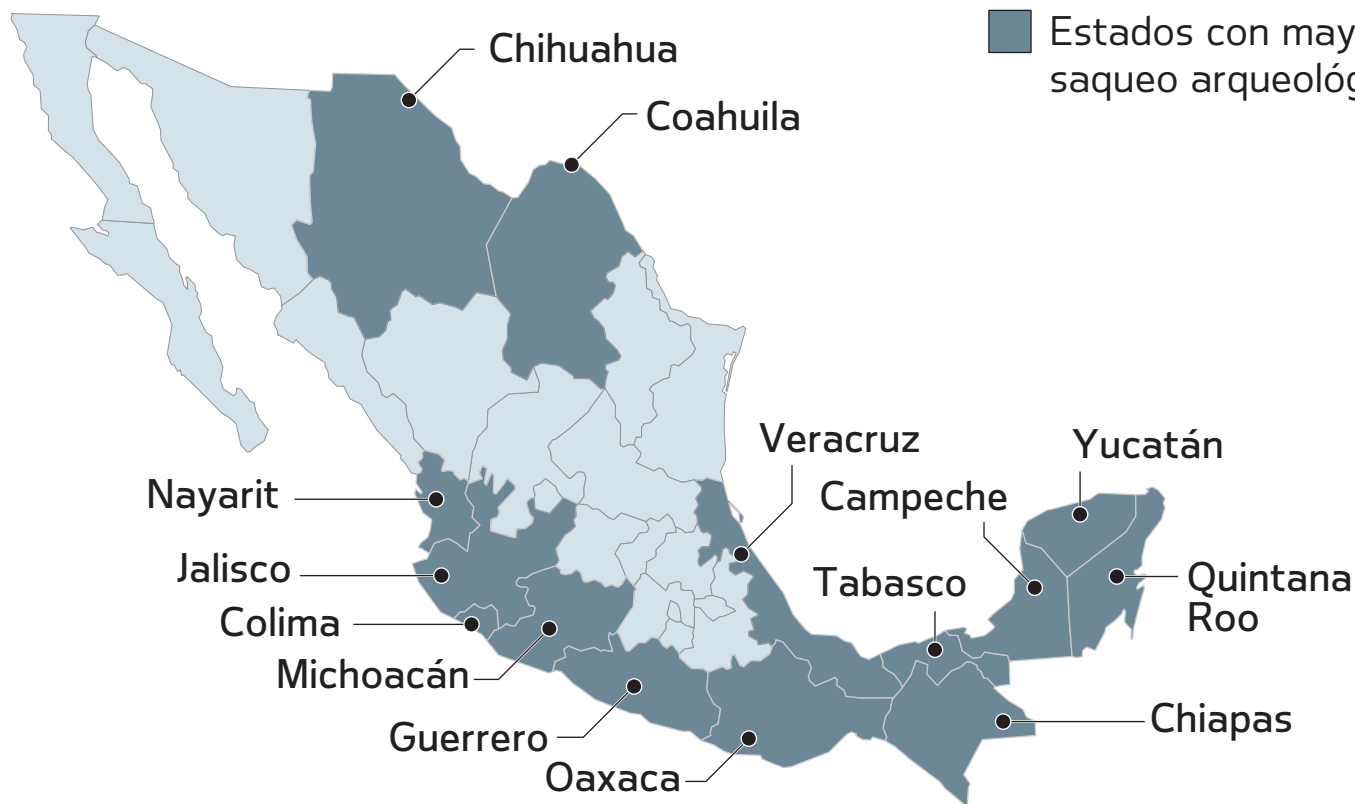 Estados con may
saqueo arqueológ
Chihuahua
Coahuila
Veracruz
Yucatán
Campeche
Nayarit
Jalisco
Tabasco
Quintana
Roo
Colima
Michoacán
Chiapas
Guerrero
Oaxaca